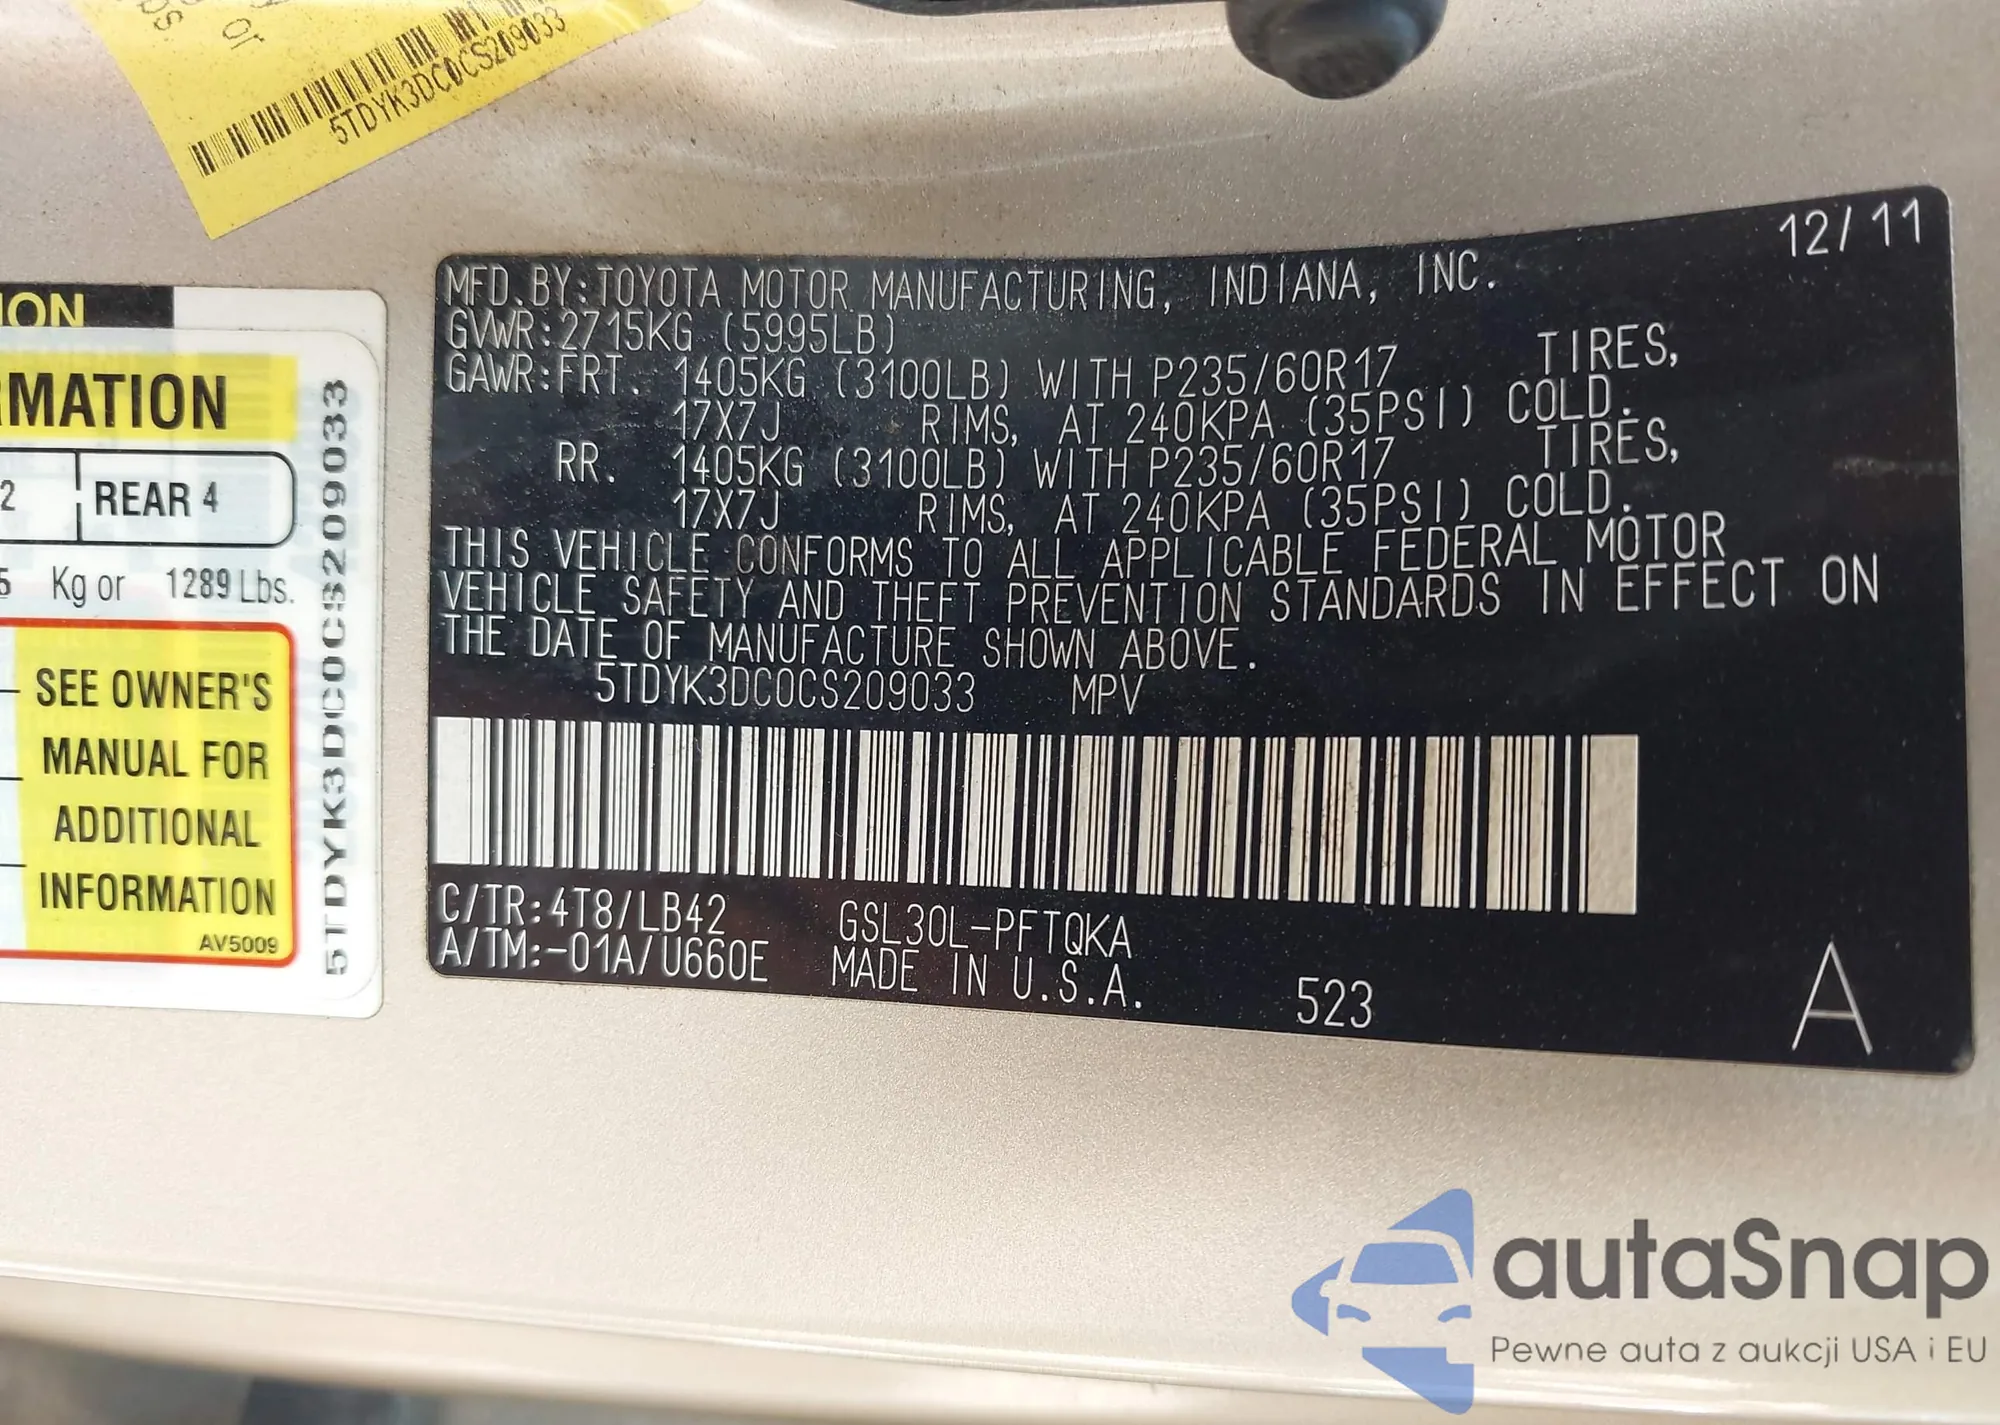 or
5TDYK3DC0CS209033
ION
RMATION
2 REAR 4
5 Kg or 1289 Lbs.
SEE OWNER'S
MANUAL FOR
ADDITIONAL
INFORMATION
AV5009
5TDYK3DC0CS209033
12/11
MFD.BY:TOYOTA MOTOR MANUFACTURING, INDIANA, INC.
GVWR:2715KG (5995LB)
GAWR:FRT. 1405KG (3100LB) WITH P235/60R17 TIRES,
17X7J RIMS, AT 240KPA (35PSI) COLD.
RR. 1405KG (3100LB) WITH P235/60R17 TIRES,
17X7J RIMS, AT 240KPA (35PSI) COLD.
THIS VEHICLE CONFORMS TO ALL APPLICABLE FEDERAL MOTOR
VEHICLE SAFETY AND THEFT PREVENTION STANDARDS IN EFFECT ON
THE DATE OF MANUFACTURE SHOWN ABOVE.
5TDYK3DC0CS209033 MPV
C/TR:4T8/LB42 GSL30L-PFTQKA
A/TM:-01A/U660E MADE IN U.S.A.
523
A
autaSnap
Pewne auta z aukcji USA i EU